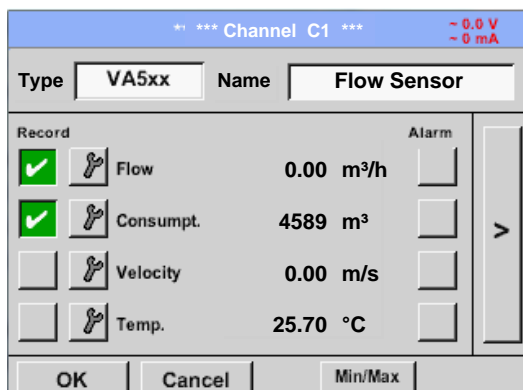 *** Channel C1 ***
~ 0.0 V
~ 0 mA
Type VA5xx Name Flow Sensor
Record Alarm
Flow 0.00 m³/h
Consumpt. 4589 m³
Velocity 0.00 m/s
Temp. 25.70 °C
>
OK Cancel Min/Max